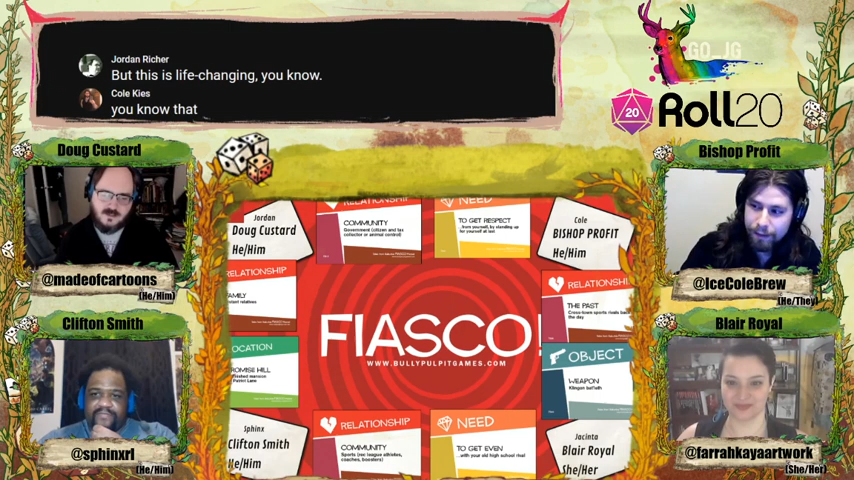 Jordan Richer
But this is life-changing, you know.
Cole Kies
you know that
GO_JG
20
Roll20
Doug Custard
@madeofcartoons
(He/Him)
Bishop Profit
@IceColeBrew
(He/They)
Clifton Smith
@sphinxrl
(He/Him)
Blair Royal
@farrahkayaartwork
(She/Her)
Jordan
Doug Custard
He/Him
RELATIONSHIP
COMMUNITY
Government (citizen and tax
collector or animal control)
NEED
TO GET RESPECT
...from yourself, by standing up
for yourself at last
Cole
BISHOP PROFIT
He/Him
RELATIONSHIP
FAMILY
RELATIONSHI
THE PAST
Cross-town sports rivals back
the day
FIASCO!
WWW.BULLYPULPITGAMES.COM
OCATION
ROMISE HILL
OBJECT
WEAPON
Klingon bat'leth
Sphinx
Clifton Smith
He/Him
RELATIONSHIP
COMMUNITY
Sports (rec league athletes,
coaches, boosters)
NEED
TO GET EVEN
...with your old high school rival
Jacinta
Blair Royal
She/Her